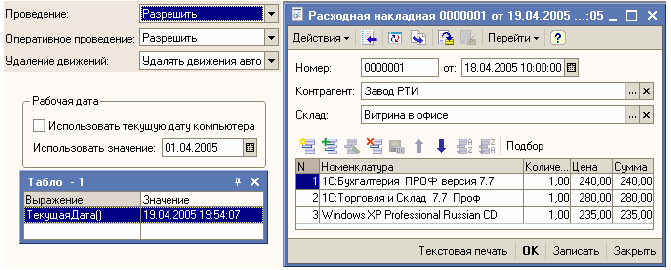 Проведение: Разрешить
Оперативное проведение: Разрешить
Удаление движений: Удалять движения авто
Рабочая дата
Использовать текущую дату компьютера
Использовать значение: 01.04.2005
Табло - 1
Выражение Значение
ТекущаяДата() 19.04.2005 19:54:07
Расходная накладная 0000001 от 19.04.2005 ...:05
Действия Перейти
Номер: 0000001 от: 18.04.2005 10:00:00
Контрагент: Завод РТИ ...
Склад: Витрина в офисе ...
Подбор
N Номенклатура Количе... Цена Сумма
1 1С:Бухгалтерия ПРОФ версия 7.7 1,00 240,00 240,00
2 1С:Торговля и Склад 7.7 Проф 1,00 280,00 280,00
3 Windows XP Professional Russian CD 1,00 235,00 235,00
Текстовая печать OK Записать Закрыть